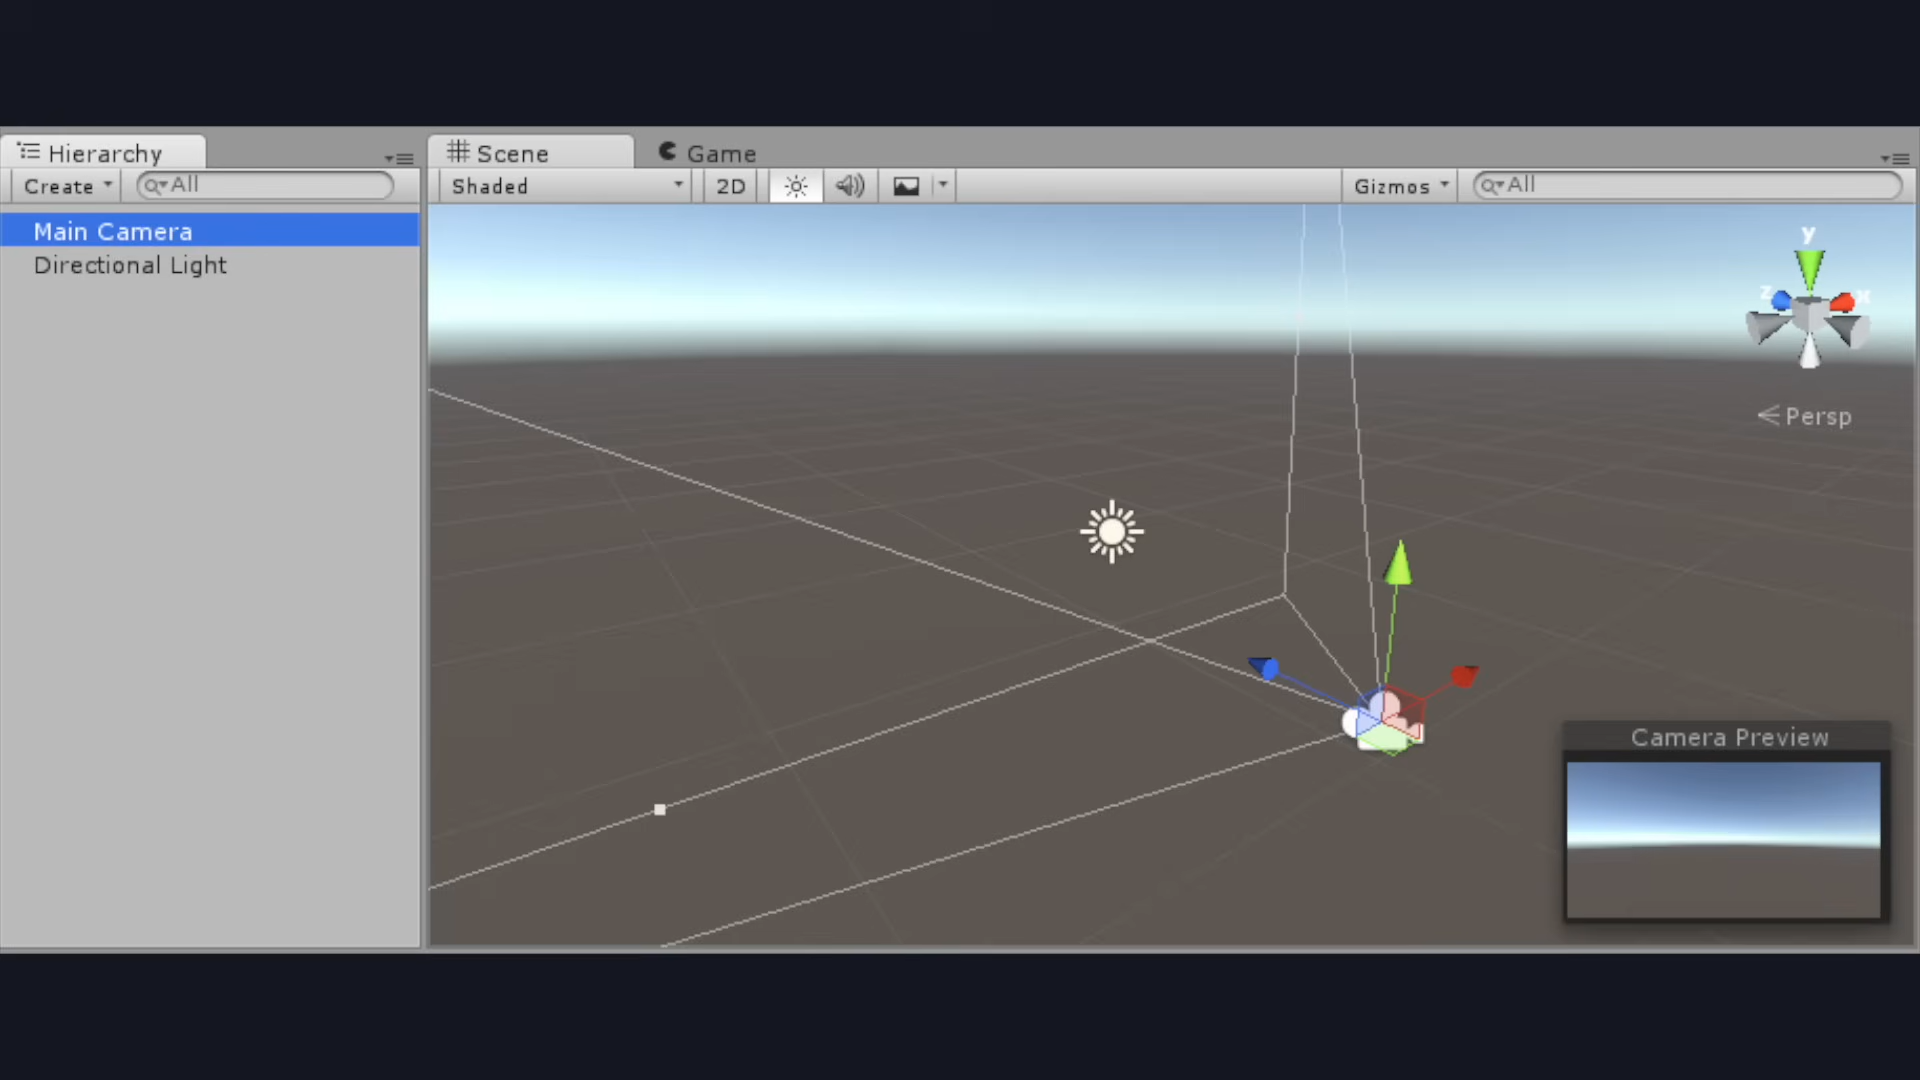 Hierarchy
Create
All
Main Camera
Directional Light
Scene
Game
Shaded
2D
Gizmos
All
y
z
x
Persp
Camera Preview